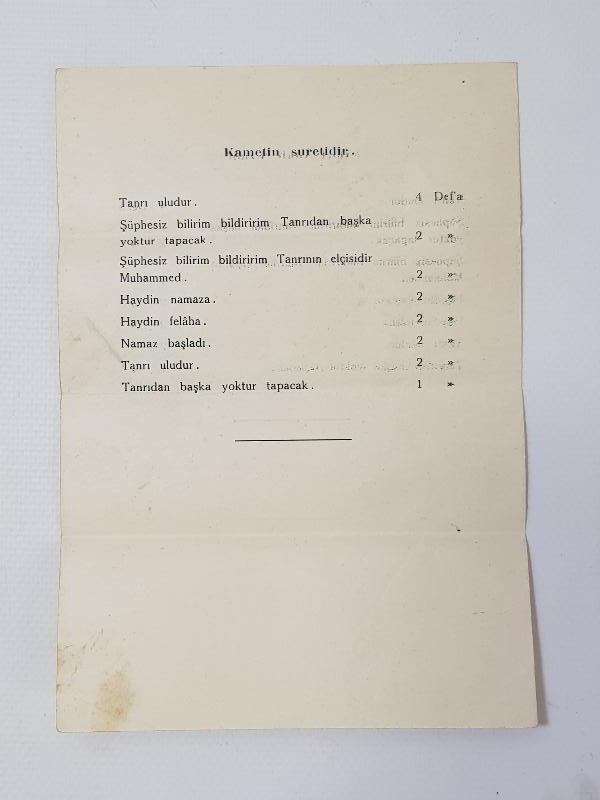 Kametin suretidir.
Tanrı uludur. 4 Def'a
Şüphesiz bilirim bildiririm Tanrıdan başka
yoktur tapacak. 2 »
Şüphesiz bilirim bildiririm Tanrının elçisidir
Muhammed. 2 »
Haydin namaza. 2 »
Haydin felâha. 2 »
Namaz başladı. 2 »
Tanrı uludur. 2 »
Tanrıdan başka yoktur tapacak. 1 »